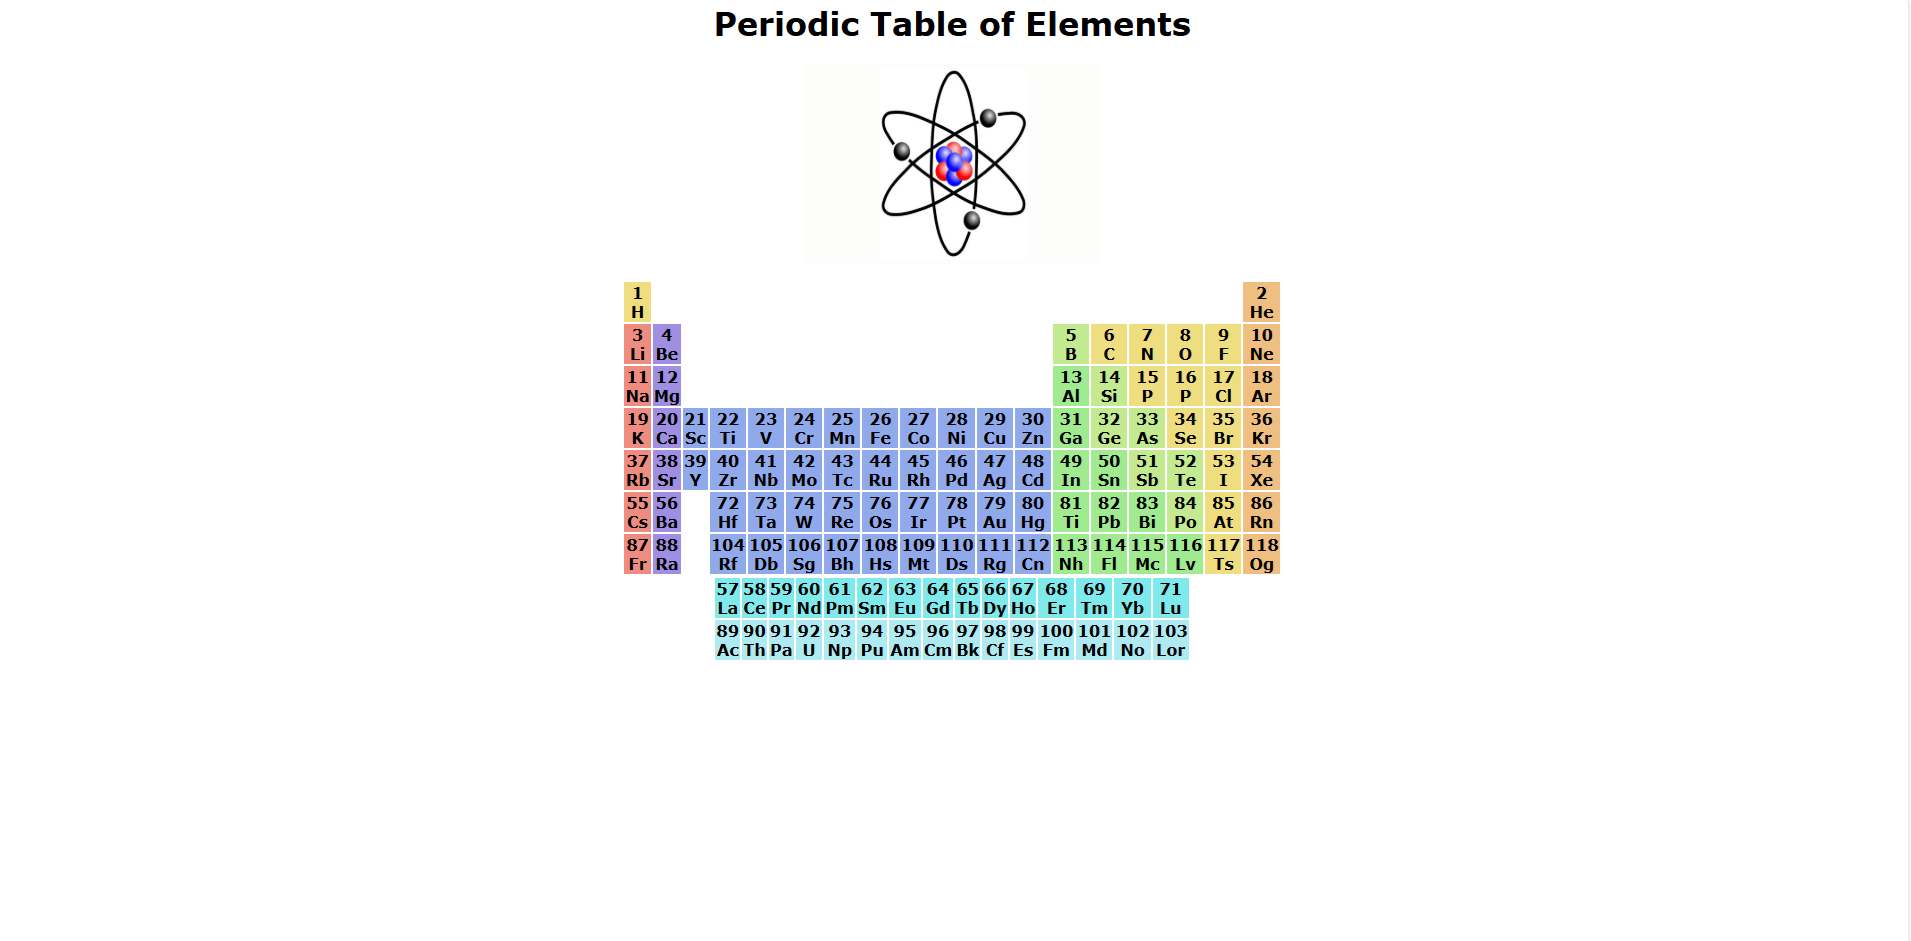 Periodic Table of Elements
1 2
H He
3 4 5 6 7 8 9 10
Li Be B C N O F Ne
11 12 13 14 15 16 17 18
Na Mg Al Si P P Cl Ar
19 20 21 22 23 24 25 26 27 28 29 30 31 32 33 34 35 36
K Ca Sc Ti V Cr Mn Fe Co Ni Cu Zn Ga Ge As Se Br Kr
37 38 39 40 41 42 43 44 45 46 47 48 49 50 51 52 53 54
Rb Sr Y Zr Nb Mo Tc Ru Rh Pd Ag Cd In Sn Sb Te I Xe
55 56 72 73 74 75 76 77 78 79 80 81 82 83 84 85 86
Cs Ba Hf Ta W Re Os Ir Pt Au Hg Ti Pb Bi Po At Rn
87 88 104 105 106 107 108 109 110 111 112 113 114 115 116 117 118
Fr Ra Rf Db Sg Bh Hs Mt Ds Rg Cn Nh Fl Mc Lv Ts Og
57 58 59 60 61 62 63 64 65 66 67 68 69 70 71
La Ce Pr Nd Pm Sm Eu Gd Tb Dy Ho Er Tm Yb Lu
89 90 91 92 93 94 95 96 97 98 99 100 101 102 103
Ac Th Pa U Np Pu Am Cm Bk Cf Es Fm Md No Lor